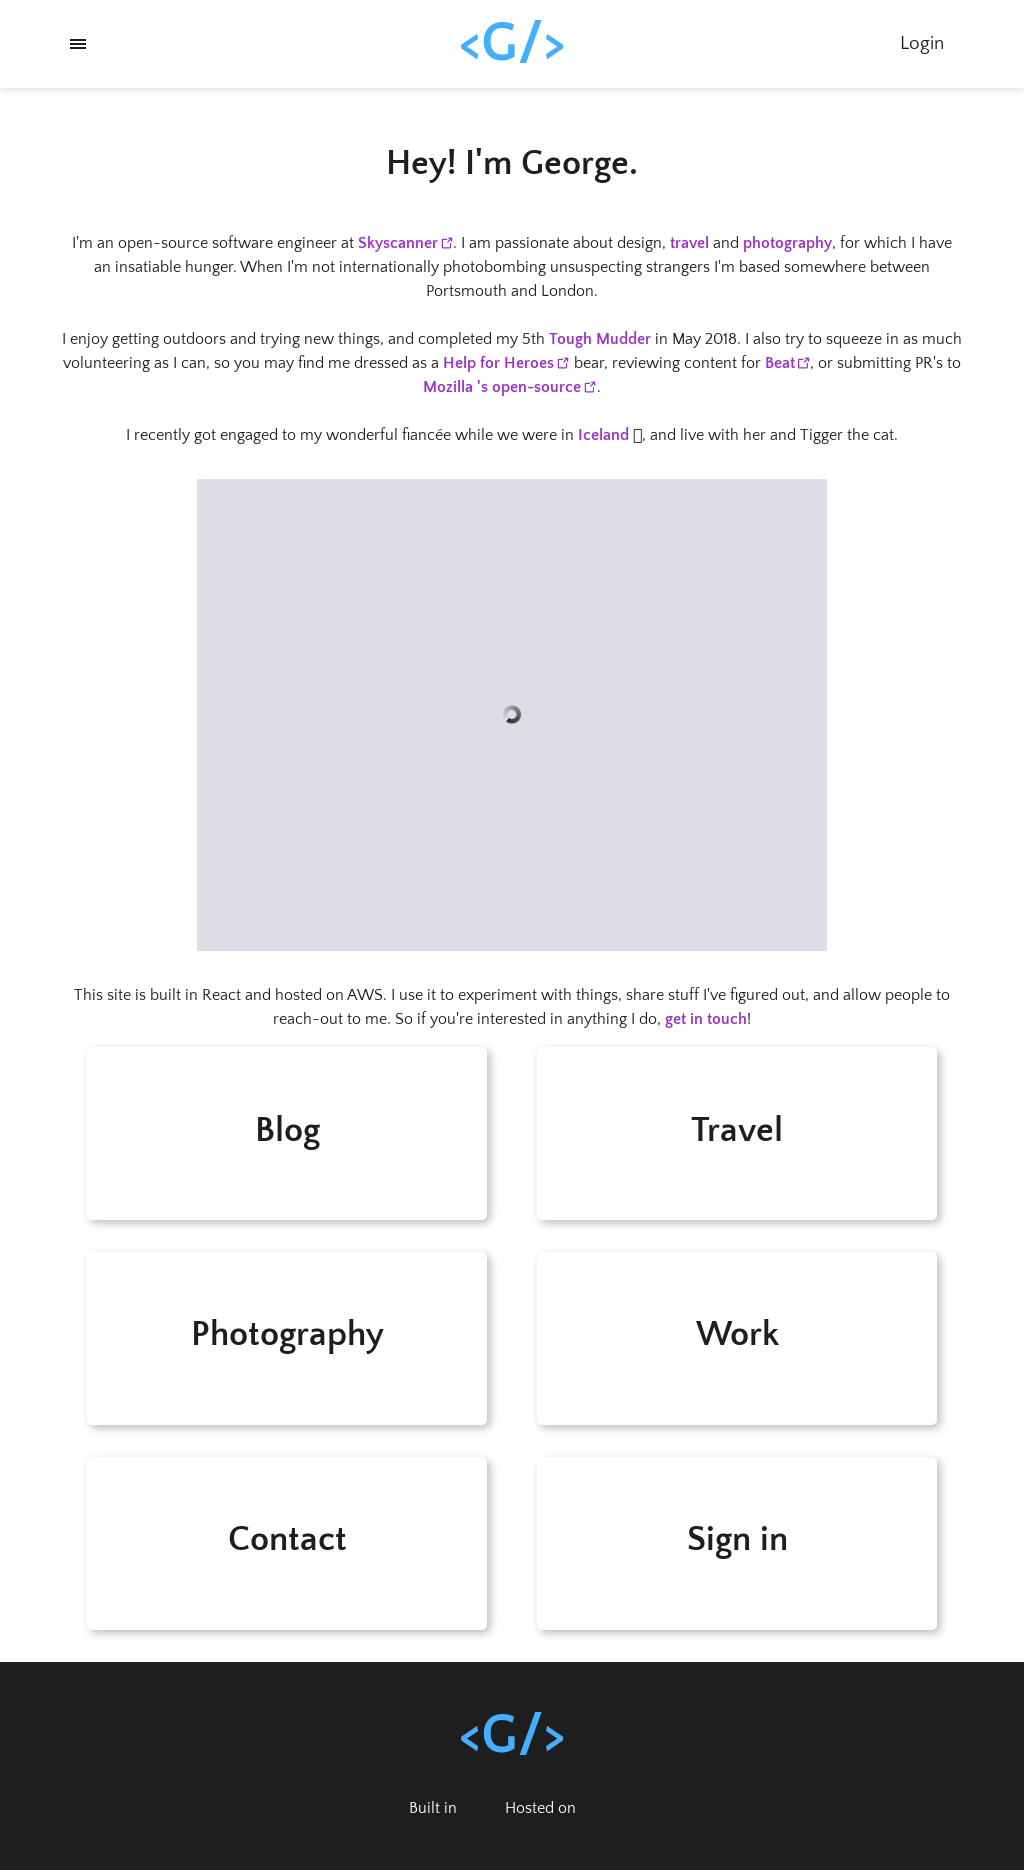 <G/>
Login
Hey! I'm George.
I'm an open-source software engineer at Skyscanner. I am passionate about design, travel and photography, for which I have
an insatiable hunger. When I'm not internationally photobombing unsuspecting strangers I'm based somewhere between
Portsmouth and London.
I enjoy getting outdoors and trying new things, and completed my 5th Tough Mudder in May 2018. I also try to squeeze in as much
volunteering as I can, so you may find me dressed as a Help for Heroes bear, reviewing content for Beat, or submitting PR's to
Mozilla 's open-source.
I recently got engaged to my wonderful fiancée while we were in Iceland , and live with her and Tigger the cat.
This site is built in React and hosted on AWS. I use it to experiment with things, share stuff I've figured out, and allow people to
reach-out to me. So if you're interested in anything I do, get in touch!
Blog
Travel
Photography
Work
Contact
Sign in
<G/>
Built in
Hosted on